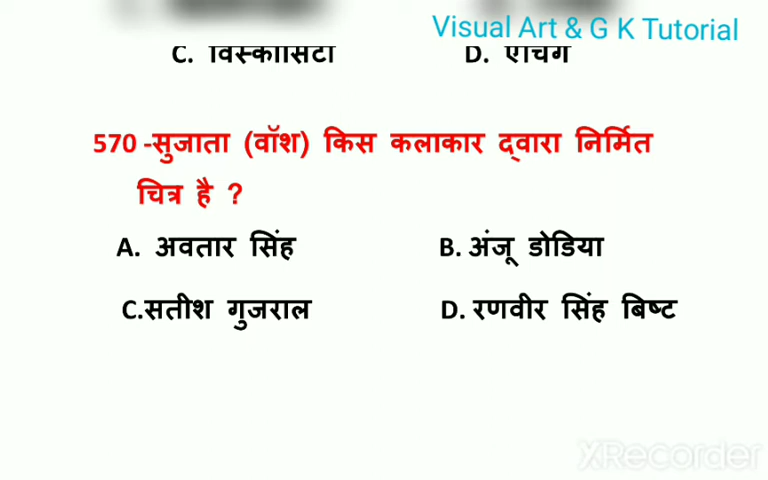 Visual Art & G K Tutorial
C. विस्कोसिटी D. एचिंग
570 -सुजाता (वॉश) किस कलाकार द्वारा निर्मित
चित्र है ?
A. अवतार सिंह B. अंजू डोडिया
C.सतीश गुजराल D. रणवीर सिंह बिष्ट
XRecorder